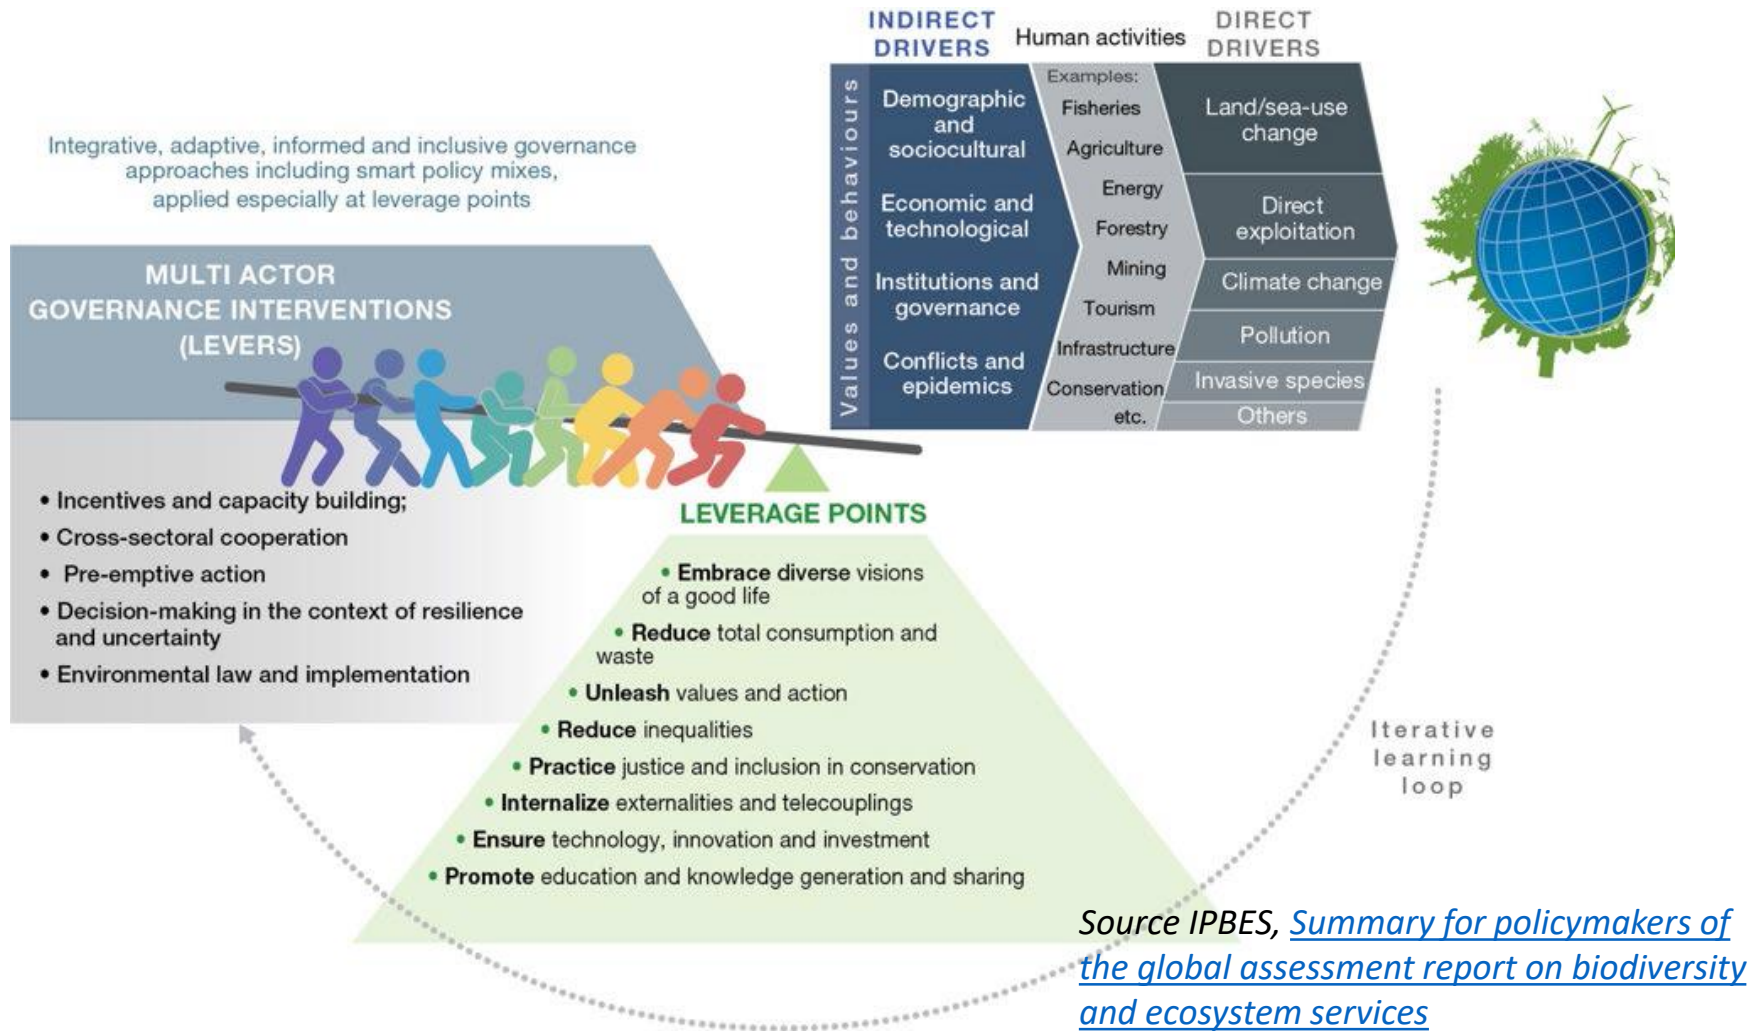 Integrative, adaptive, informed and inclusive governance
approaches including smart policy mixes,
applied especially at leverage points
MULTI ACTOR
GOVERNANCE INTERVENTIONS
(LEVERS)
• Incentives and capacity building;
• Cross-sectoral cooperation
• Pre-emptive action
• Decision-making in the context of resilience
and uncertainty
• Environmental law and implementation
INDIRECT
DRIVERS
Values and behaviours
Demographic
and
sociocultural
Economic and
technological
Institutions and
governance
Conflicts and
epidemics
Human activities
Examples:
Fisheries
Agriculture
Energy
Forestry
Mining
Tourism
Infrastructure
Conservation
etc.
DIRECT
DRIVERS
Land/sea-use
change
Direct
exploitation
Climate change
Pollution
Invasive species
Others
LEVERAGE POINTS
• Embrace diverse visions
of a good life
• Reduce total consumption and
waste
• Unleash values and action
• Reduce inequalities
• Practice justice and inclusion in conservation
• Internalize externalities and telecouplings
• Ensure technology, innovation and investment
• Promote education and knowledge generation and sharing
Iterative
learning
loop
Source IPBES, Summary for policymakers of
the global assessment report on biodiversity
and ecosystem services